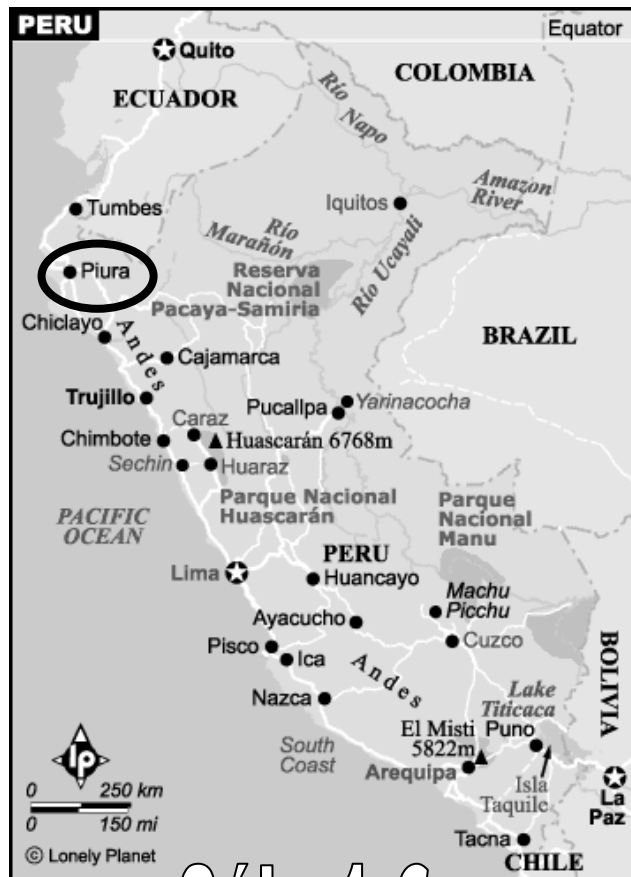 PERU
Equator
Quito
COLOMBIA
ECUADOR
Río
Napo
Tumbes
Iquitos
Amazon
River
Río
Marañón
Río Ucayali
Piura
Reserva
Nacional
Pacaya-Samiria
Chiclayo
Andes
BRAZIL
Cajamarca
Trujillo
Pucallpa
Yarinacocha
Caraz
Chimbote
Huascarán 6768m
Sechin
Huaraz
Parque Nacional
Huascarán
Parque
Nacional
Manu
PACIFIC
OCEAN
PERU
Lima
Huancayo
Machu
Picchu
Ayacucho
Cuzco
Pisco
Ica
Andes
BOLIVIA
Nazca
Lake
Titicaca
El Misti
5822m
Puno
South
Coast
Arequipa
Isla
Taquile
La
Paz
lp
0 250 km
0 150 mi
Tacna
© Lonely Planet
CHILE